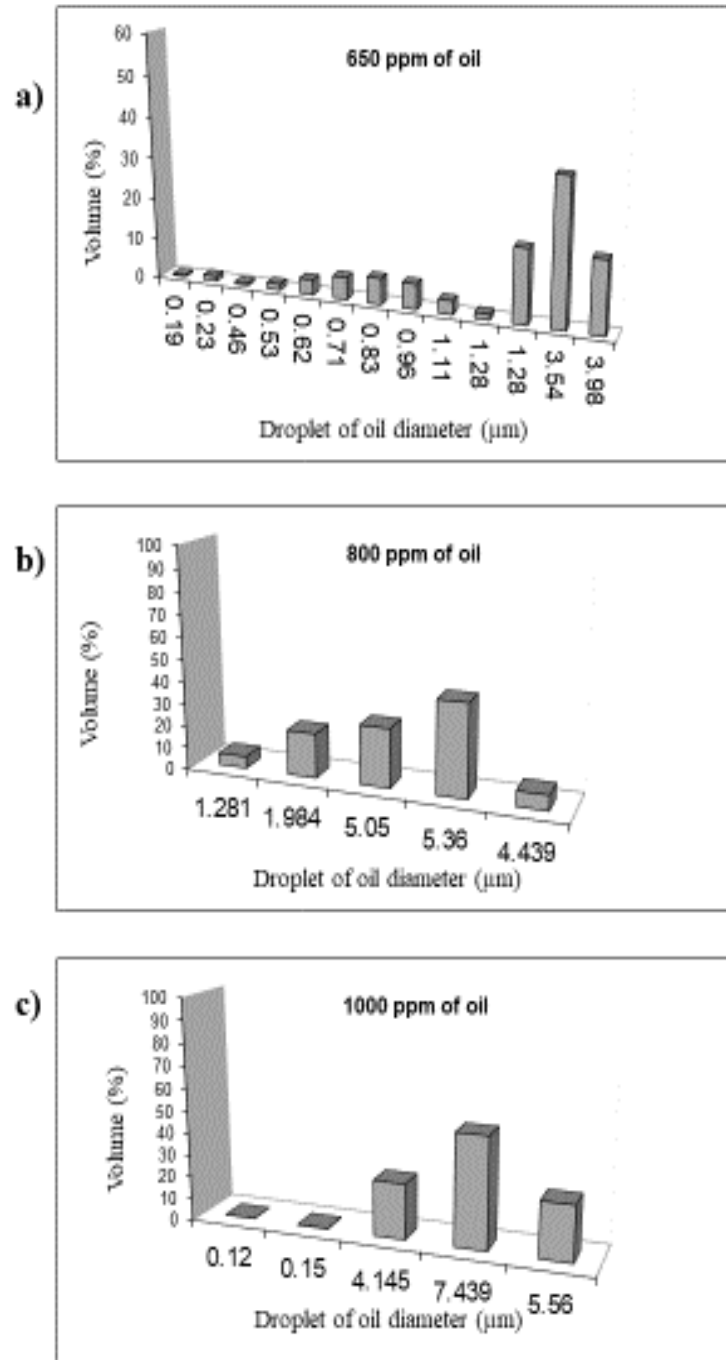 a)
650 ppm of oil
60
50
40
30
20
10
0
Volume (%)
0.19 0.23 0.46 0.53 0.62 0.71 0.83 0.96 1.11 1.28 1.28 3.54 3.98
Droplet of oil diameter (µm)
b)
800 ppm of oil
100
90
80
70
60
50
40
30
20
10
0
Volume (%)
1.281 1.984 5.05 5.36 4.439
Droplet of oil diameter (µm)
c)
1000 ppm of oil
100
90
80
70
60
50
40
30
20
10
0
Volume (%)
0.12 0.15 4.145 7.439 5.56
Droplet of oil diameter (µm)